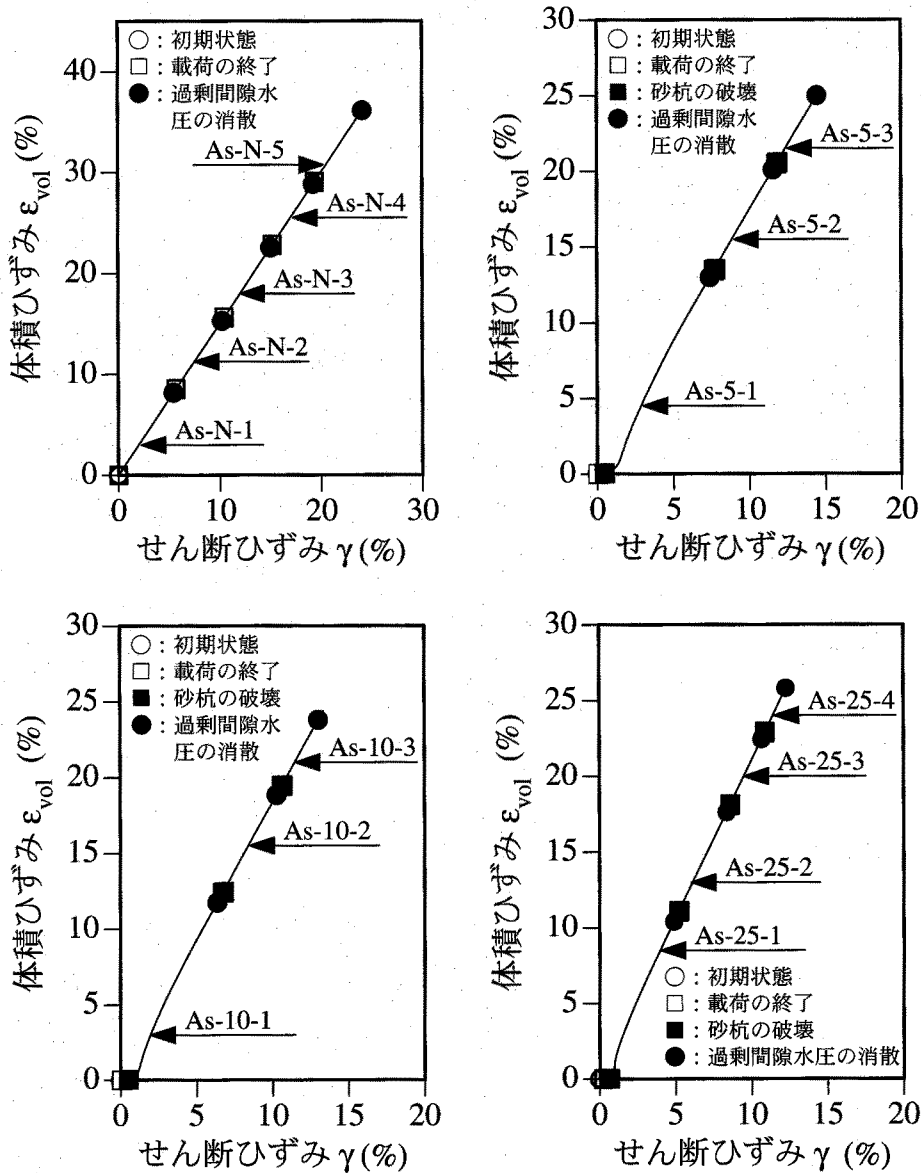 ○ : 初期状態
□ : 載荷の終了
● : 過剰間隙水
圧の消散
As-N-5
As-N-4
As-N-3
As-N-2
As-N-1
40
30
20
10
0
0 10 20 30
体積ひずみ εvol (%)
せん断ひずみ γ (%)
○ : 初期状態
□ : 載荷の終了
■ : 砂杭の破壊
● : 過剰間隙水
圧の消散
As-5-3
As-5-2
As-5-1
30
25
20
15
10
5
0
0 5 10 15 20
体積ひずみ εvol (%)
せん断ひずみ γ (%)
○ : 初期状態
□ : 載荷の終了
■ : 砂杭の破壊
● : 過剰間隙水
圧の消散
As-10-3
As-10-2
As-10-1
30
25
20
15
10
5
0
0 5 10 15 20
体積ひずみ εvol (%)
せん断ひずみ γ (%)
As-25-4
As-25-3
As-25-2
As-25-1
○ : 初期状態
□ : 載荷の終了
■ : 砂杭の破壊
● : 過剰間隙水圧の消散
30
25
20
15
10
5
0
0 5 10 15 20
体積ひずみ εvol (%)
せん断ひずみ γ (%)